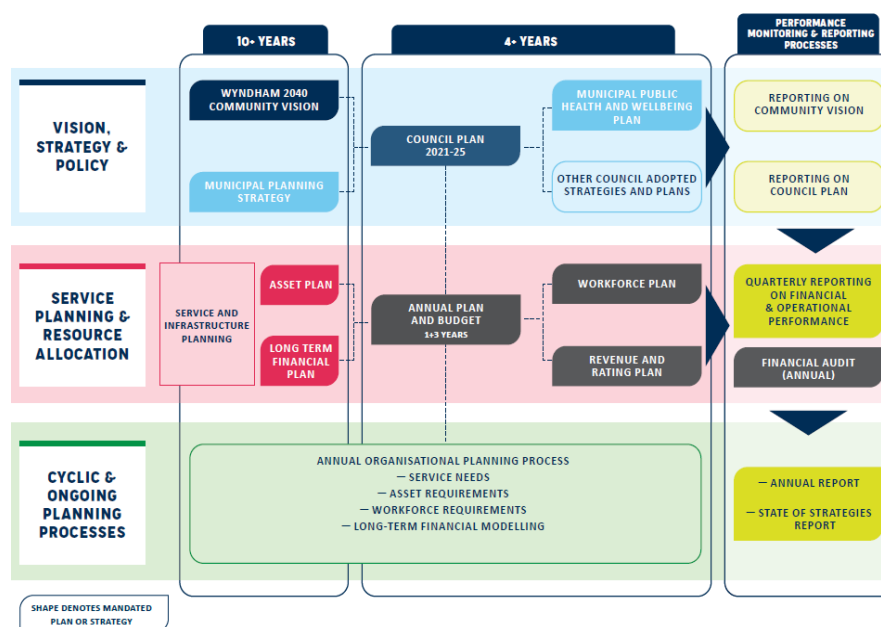 10+ YEARS
4+ YEARS
PERFORMANCE
MONITORING & REPORTING
PROCESSES
VISION,
STRATEGY &
POLICY
WYNDHAM 2040
COMMUNITY VISION
MUNICIPAL PLANNING
STRATEGY
COUNCIL PLAN
2021-25
MUNICIPAL PUBLIC
HEALTH AND WELLBEING
PLAN
OTHER COUNCIL ADOPTED
STRATEGIES AND PLANS
REPORTING ON
COMMUNITY VISION
REPORTING ON
COUNCIL PLAN
SERVICE
PLANNING &
RESOURCE
ALLOCATION
SERVICE AND
INFRASTRUCTURE
PLANNING
ASSET PLAN
LONG TERM
FINANCIAL
PLAN
ANNUAL PLAN
AND BUDGET
1+3 YEARS
WORKFORCE PLAN
REVENUE AND
RATING PLAN
QUARTERLY REPORTING
ON FINANCIAL
& OPERATIONAL
PERFORMANCE
FINANCIAL AUDIT
(ANNUAL)
CYCLIC &
ONGOING
PLANNING
PROCESSES
ANNUAL ORGANISATIONAL PLANNING PROCESS
— SERVICE NEEDS
— ASSET REQUIREMENTS
— WORKFORCE REQUIREMENTS
— LONG-TERM FINANCIAL MODELLING
— ANNUAL REPORT
— STATE OF STRATEGIES
REPORT
SHAPE DENOTES MANDATED
PLAN OR STRATEGY